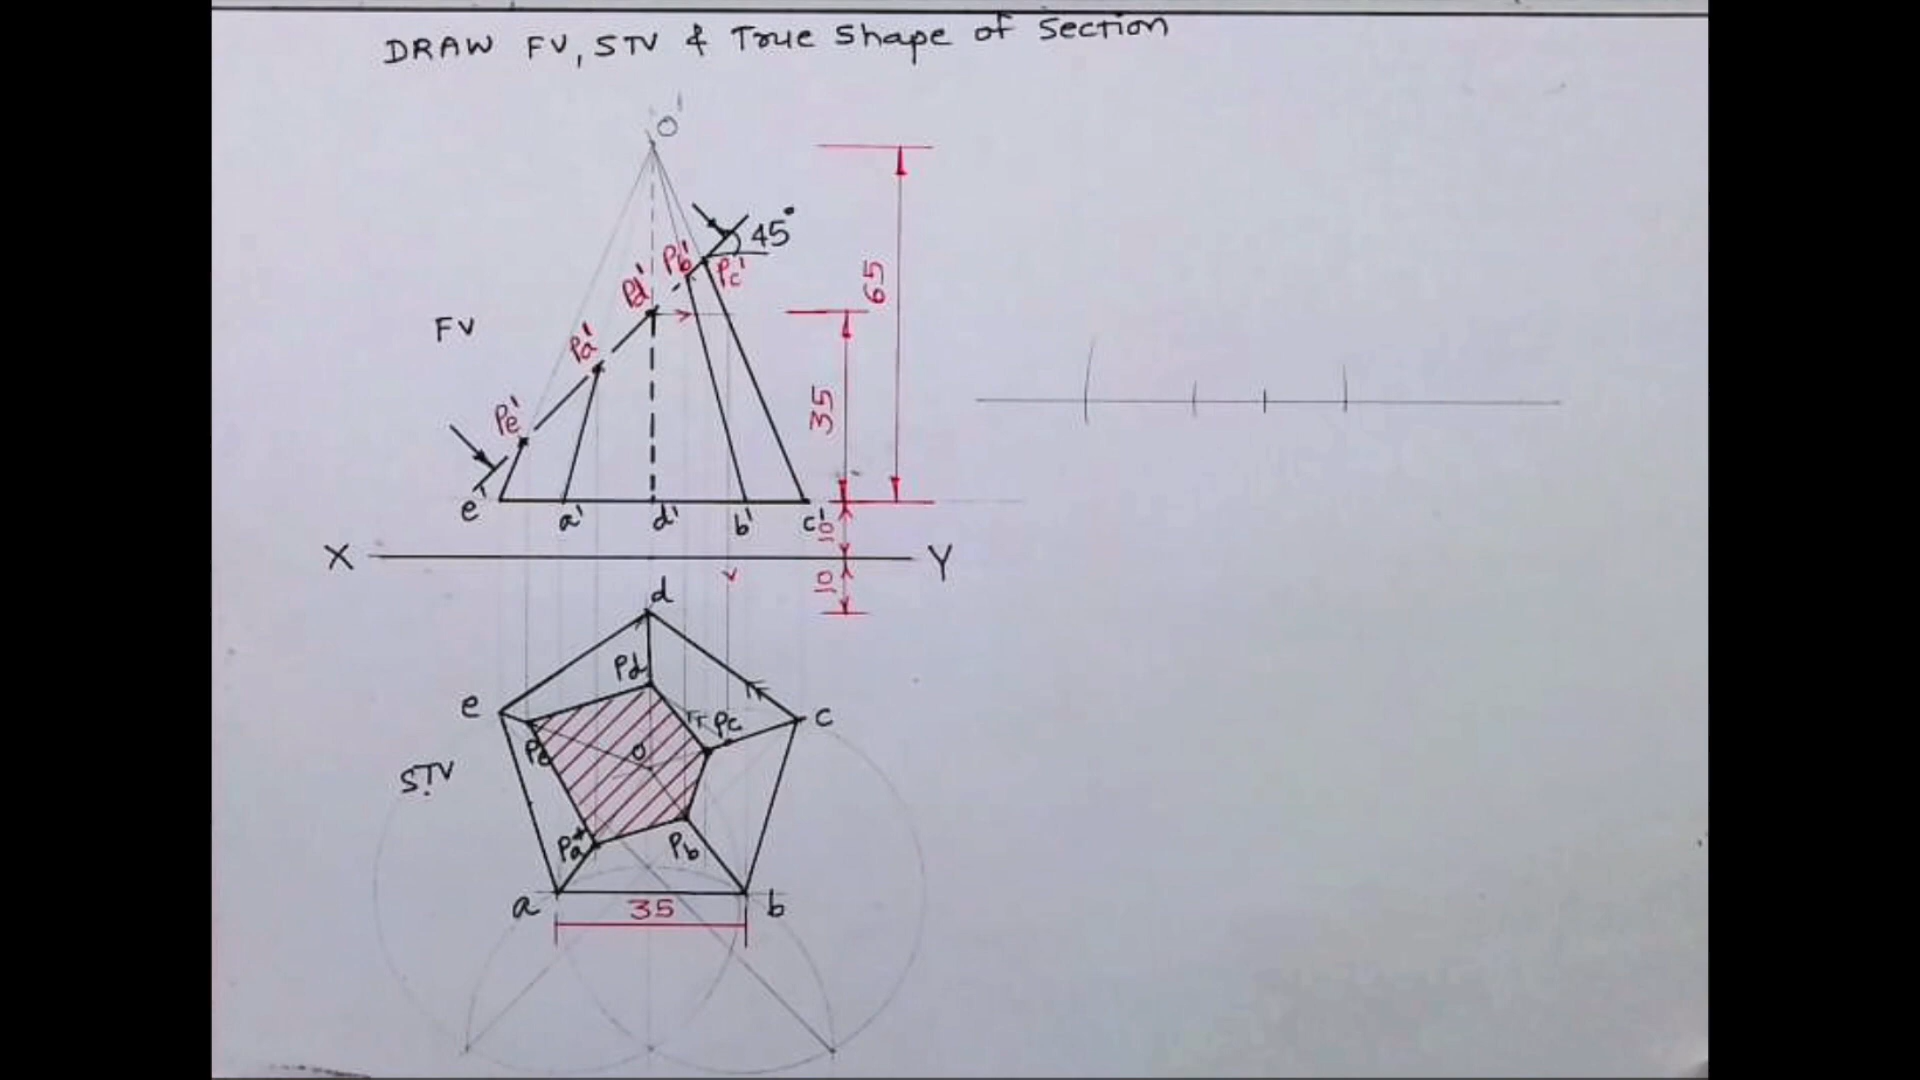 DRAW FV, STV & True Shape of Section
O'
45°
Pb'
Pc'
Pd'
65
FV
Pa'
35
Pe'
e'
a'
d'
b'
c'
10
X
Y
10
d
Pd
e
Pc
c
Pe
O
STV
Pa
Pb
a
35
b